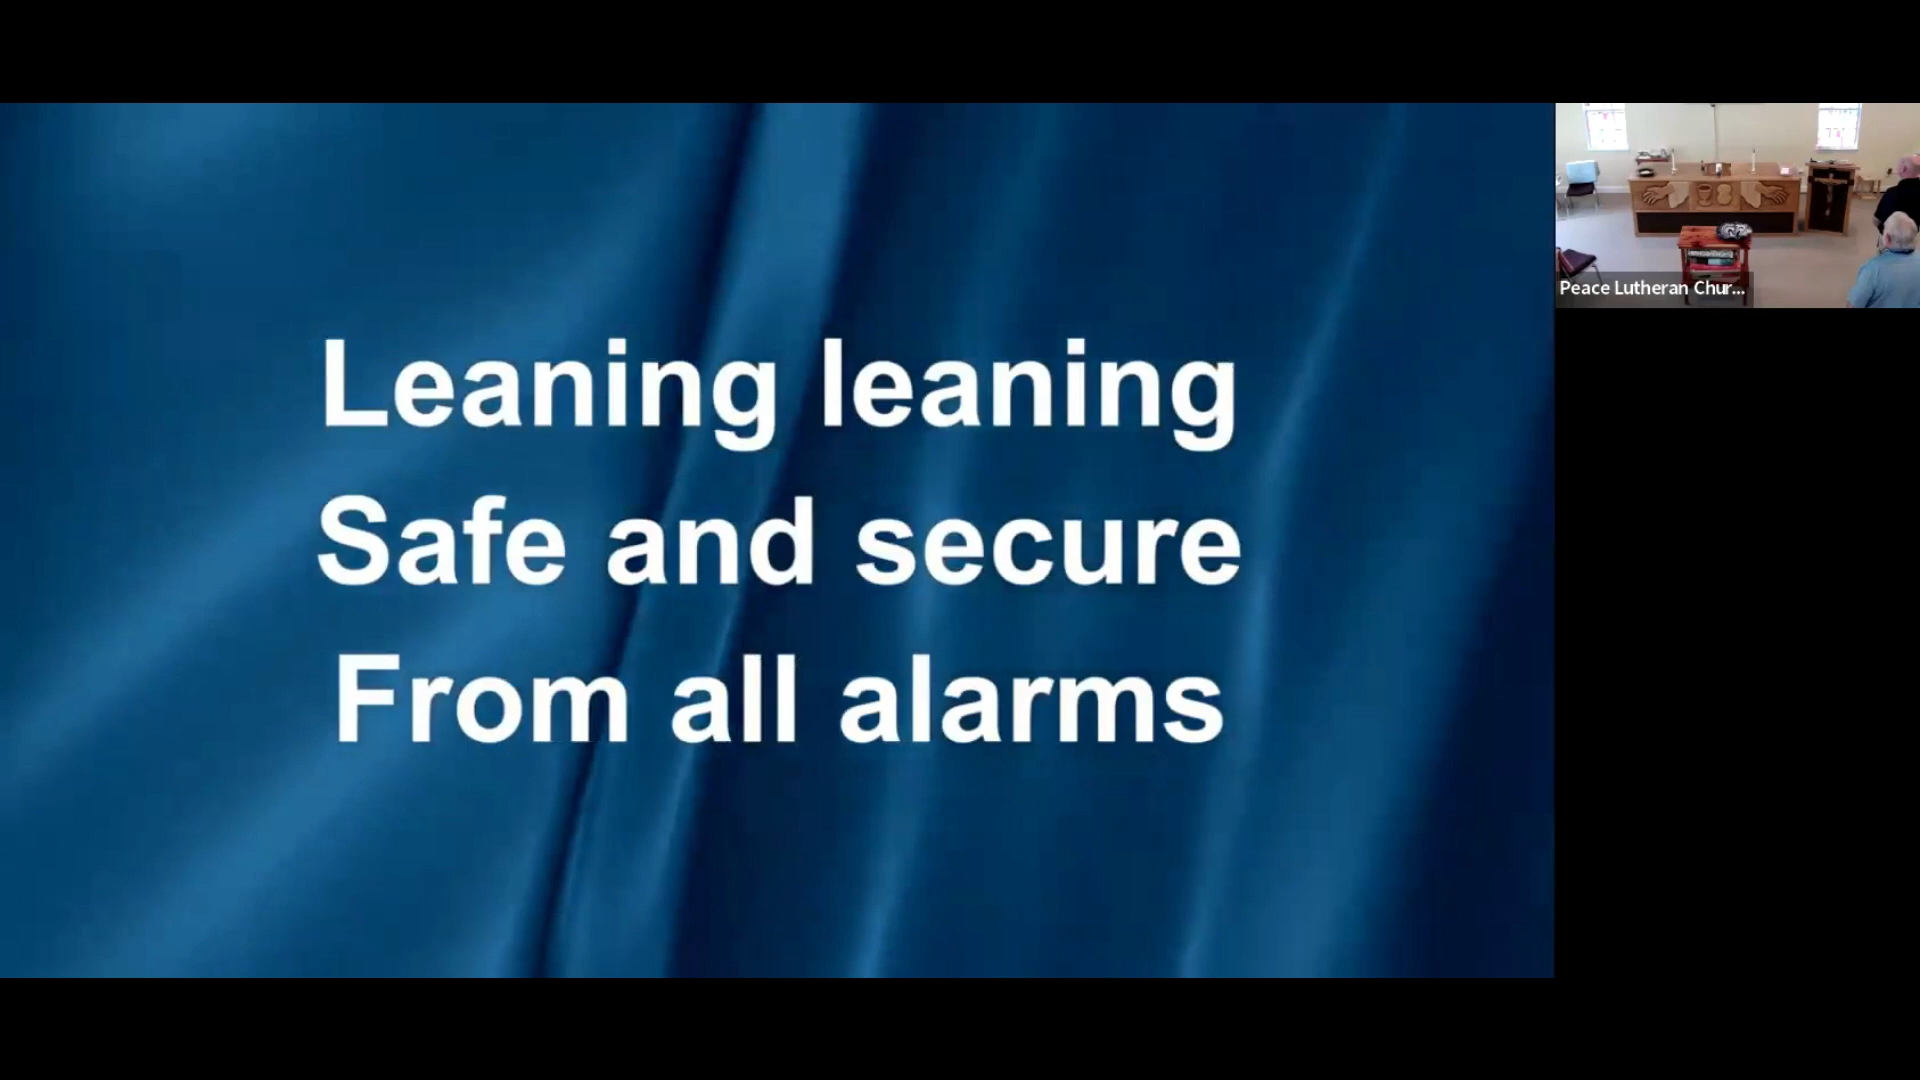 Leaning leaning
Safe and secure
From all alarms
Peace Lutheran Chur...